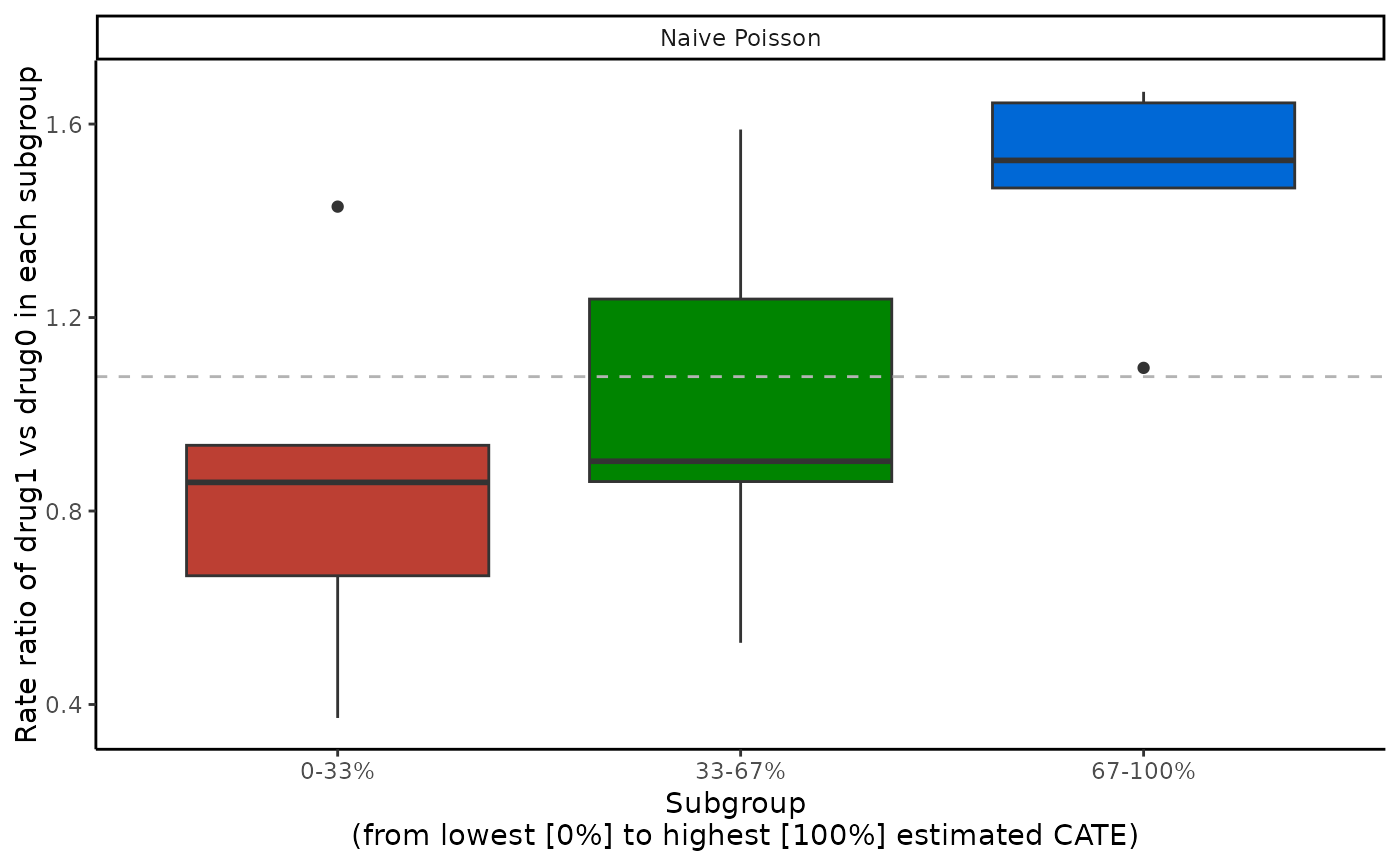 Naive Poisson
Rate ratio of drug1 vs drug0 in each subgroup
1.6
1.2
0.8
0.4
0-33%
33-67%
67-100%
Subgroup
(from lowest [0%] to highest [100%] estimated CATE)